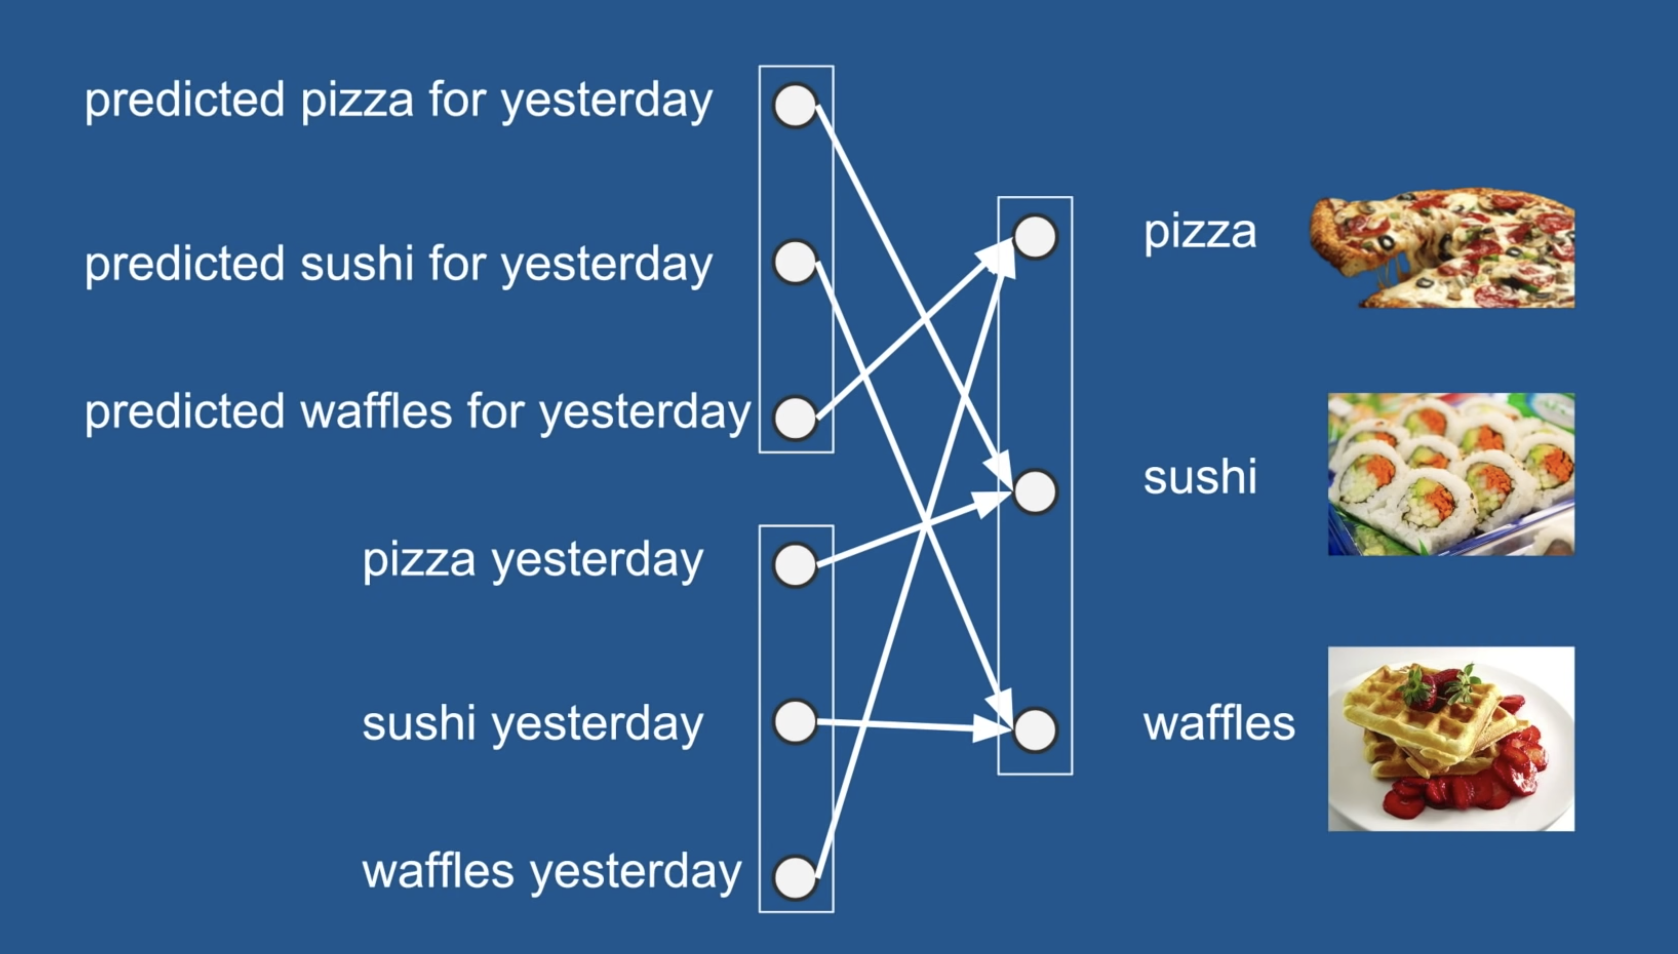 predicted pizza for yesterday
predicted sushi for yesterday
predicted waffles for yesterday
pizza yesterday
sushi yesterday
waffles yesterday
pizza
sushi
waffles